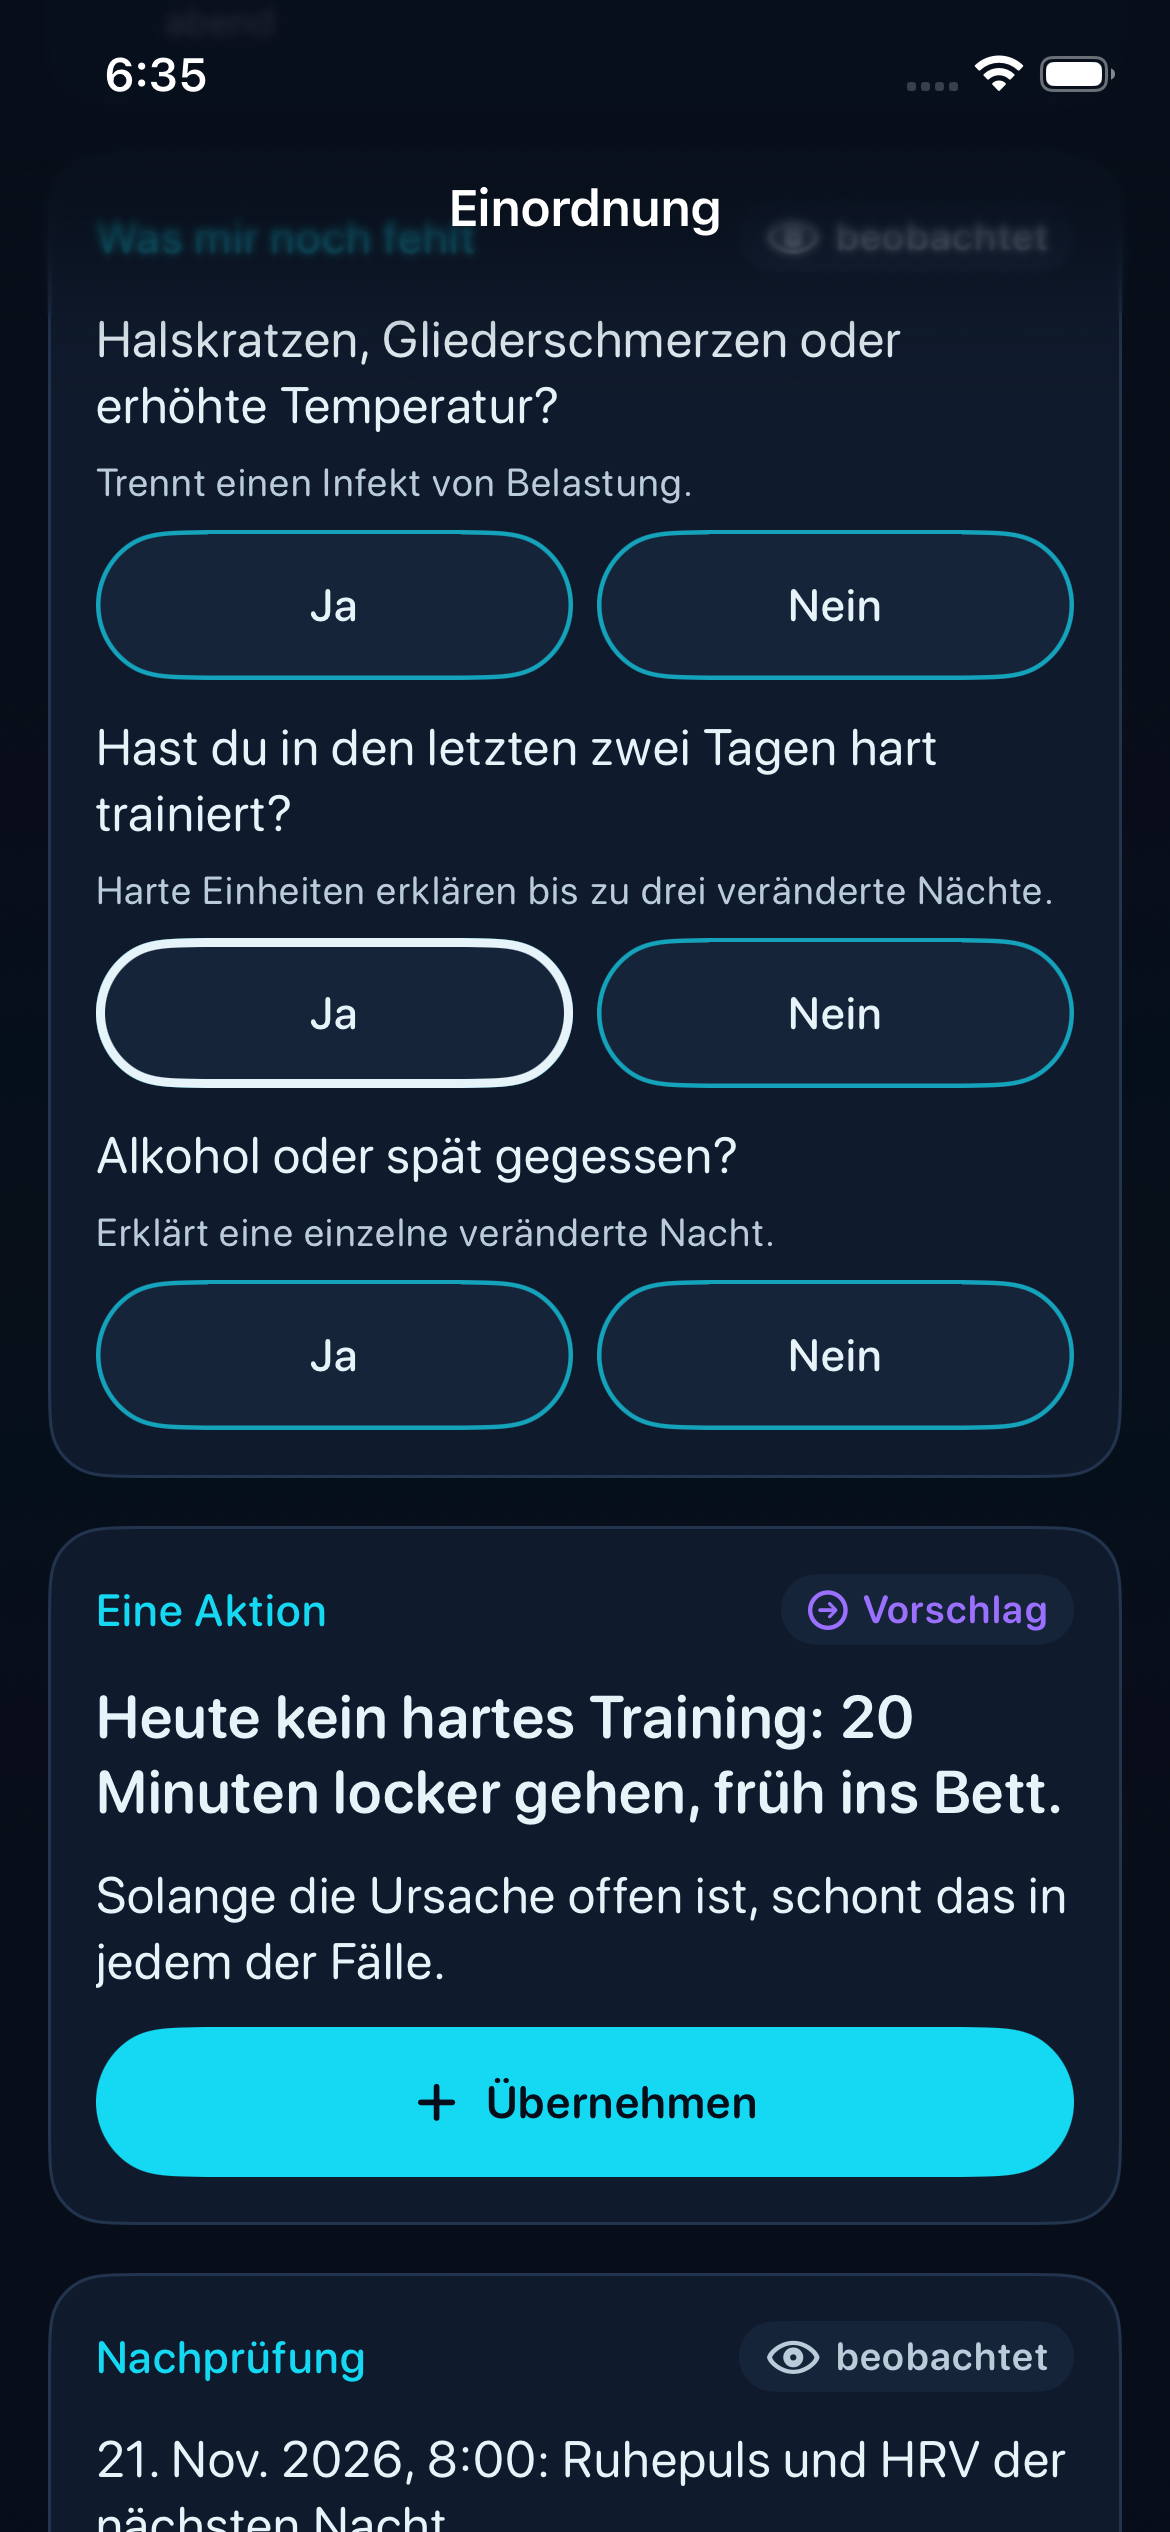 abend
6:35
Einordnung
Was mir noch fehlt
beobachtet
Halskratzen, Gliederschmerzen oder
erhöhte Temperatur?
Trennt einen Infekt von Belastung.
Ja
Nein
Hast du in den letzten zwei Tagen hart
trainiert?
Harte Einheiten erklären bis zu drei veränderte Nächte.
Ja
Nein
Alkohol oder spät gegessen?
Erklärt eine einzelne veränderte Nacht.
Ja
Nein
Eine Aktion
Vorschlag
Heute kein hartes Training: 20
Minuten locker gehen, früh ins Bett.
Solange die Ursache offen ist, schont das in
jedem der Fälle.
+ Übernehmen
Nachprüfung
beobachtet
21. Nov. 2026, 8:00: Ruhepuls und HRV der
nächsten Nacht